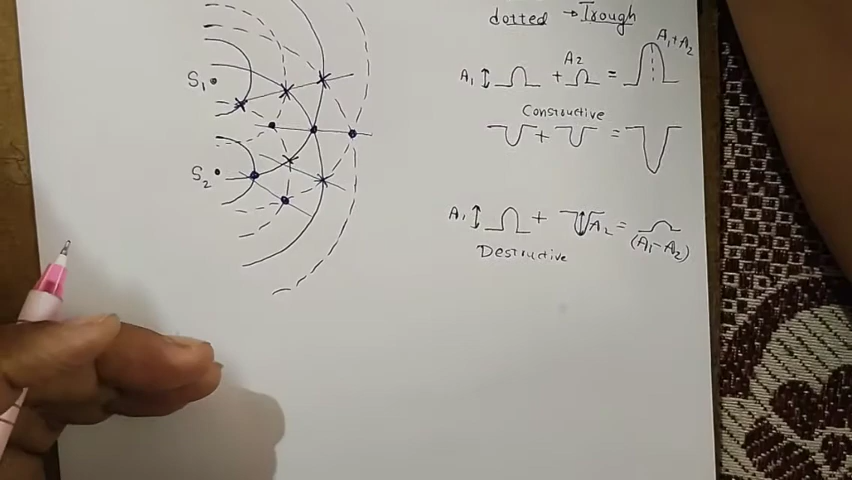 dotted → Trough
A₁ + A₂ = A₁+A₂
Constructive
+ =
S₁
S₂
A₁ + A₂ = (A₁-A₂)
Destructive